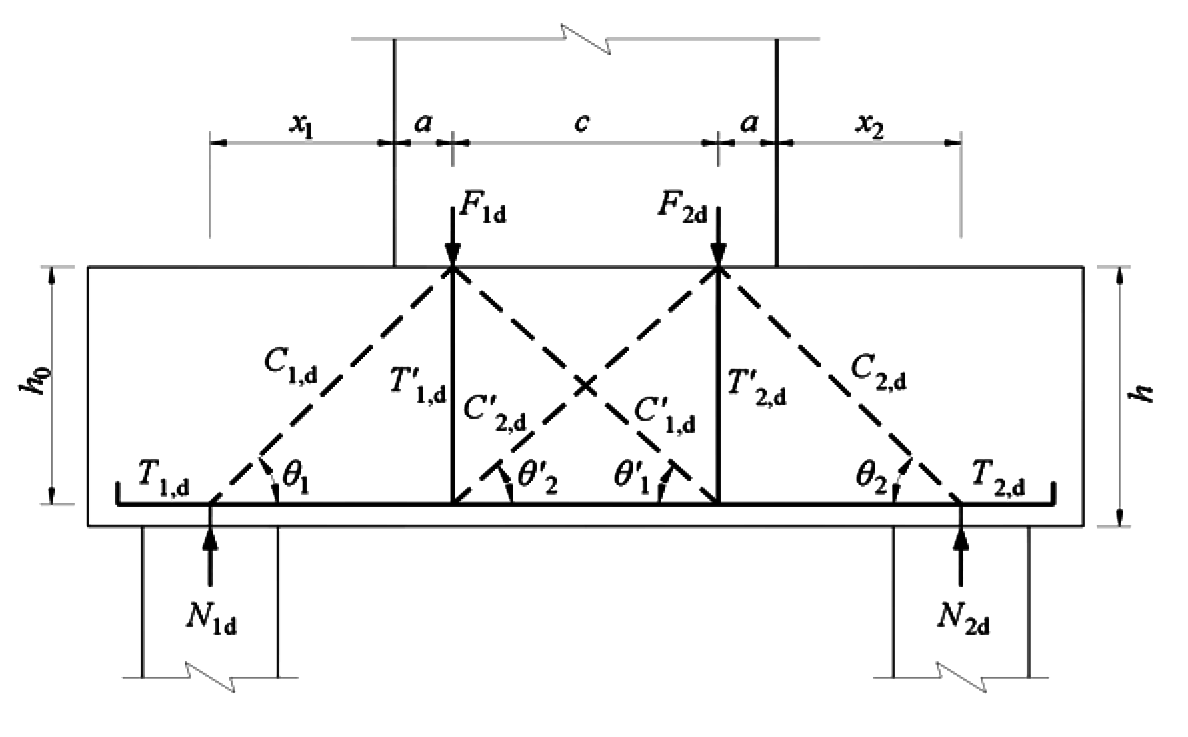 x₁ a c a x₂
F₁d F₂d
h₀ C₁,d T′₁,d C′₂,d C′₁,d T′₂,d C₂,d h
T₁,d θ₁ θ′₂ θ′₁ θ₂ T₂,d
N₁d N₂d